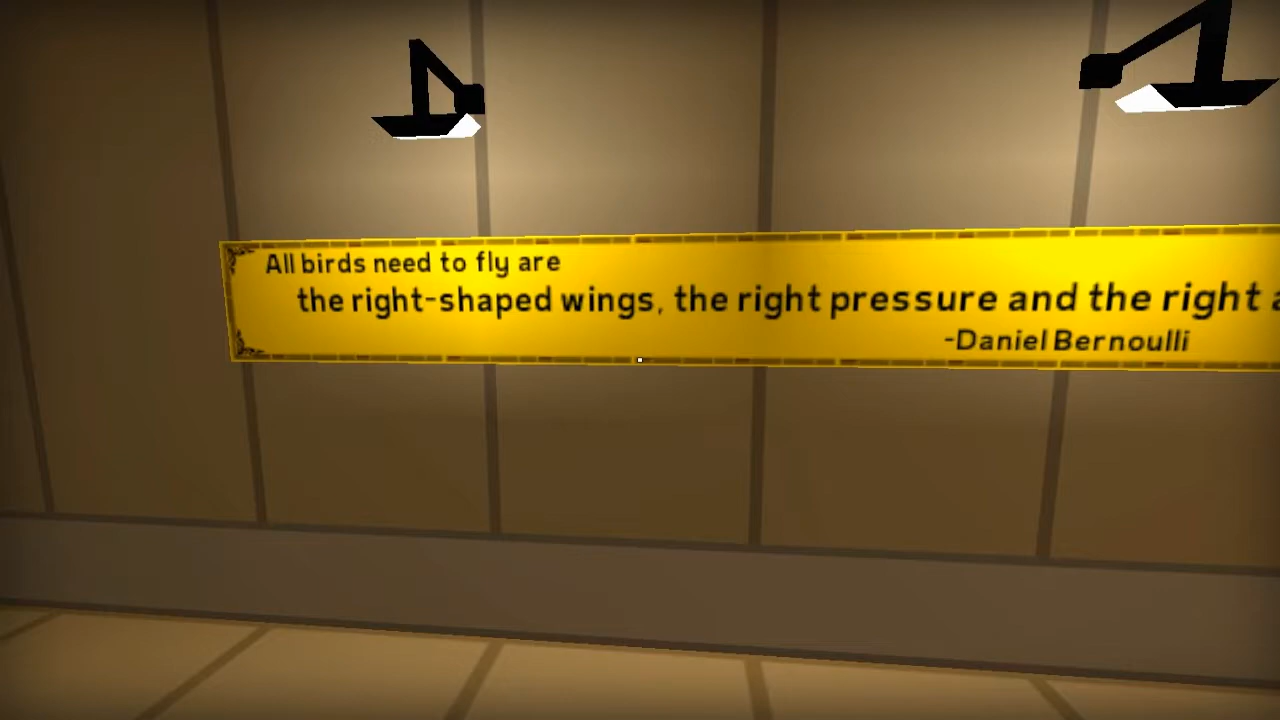 All birds need to fly are
the right-shaped wings, the right pressure and the right
-Daniel Bernoulli